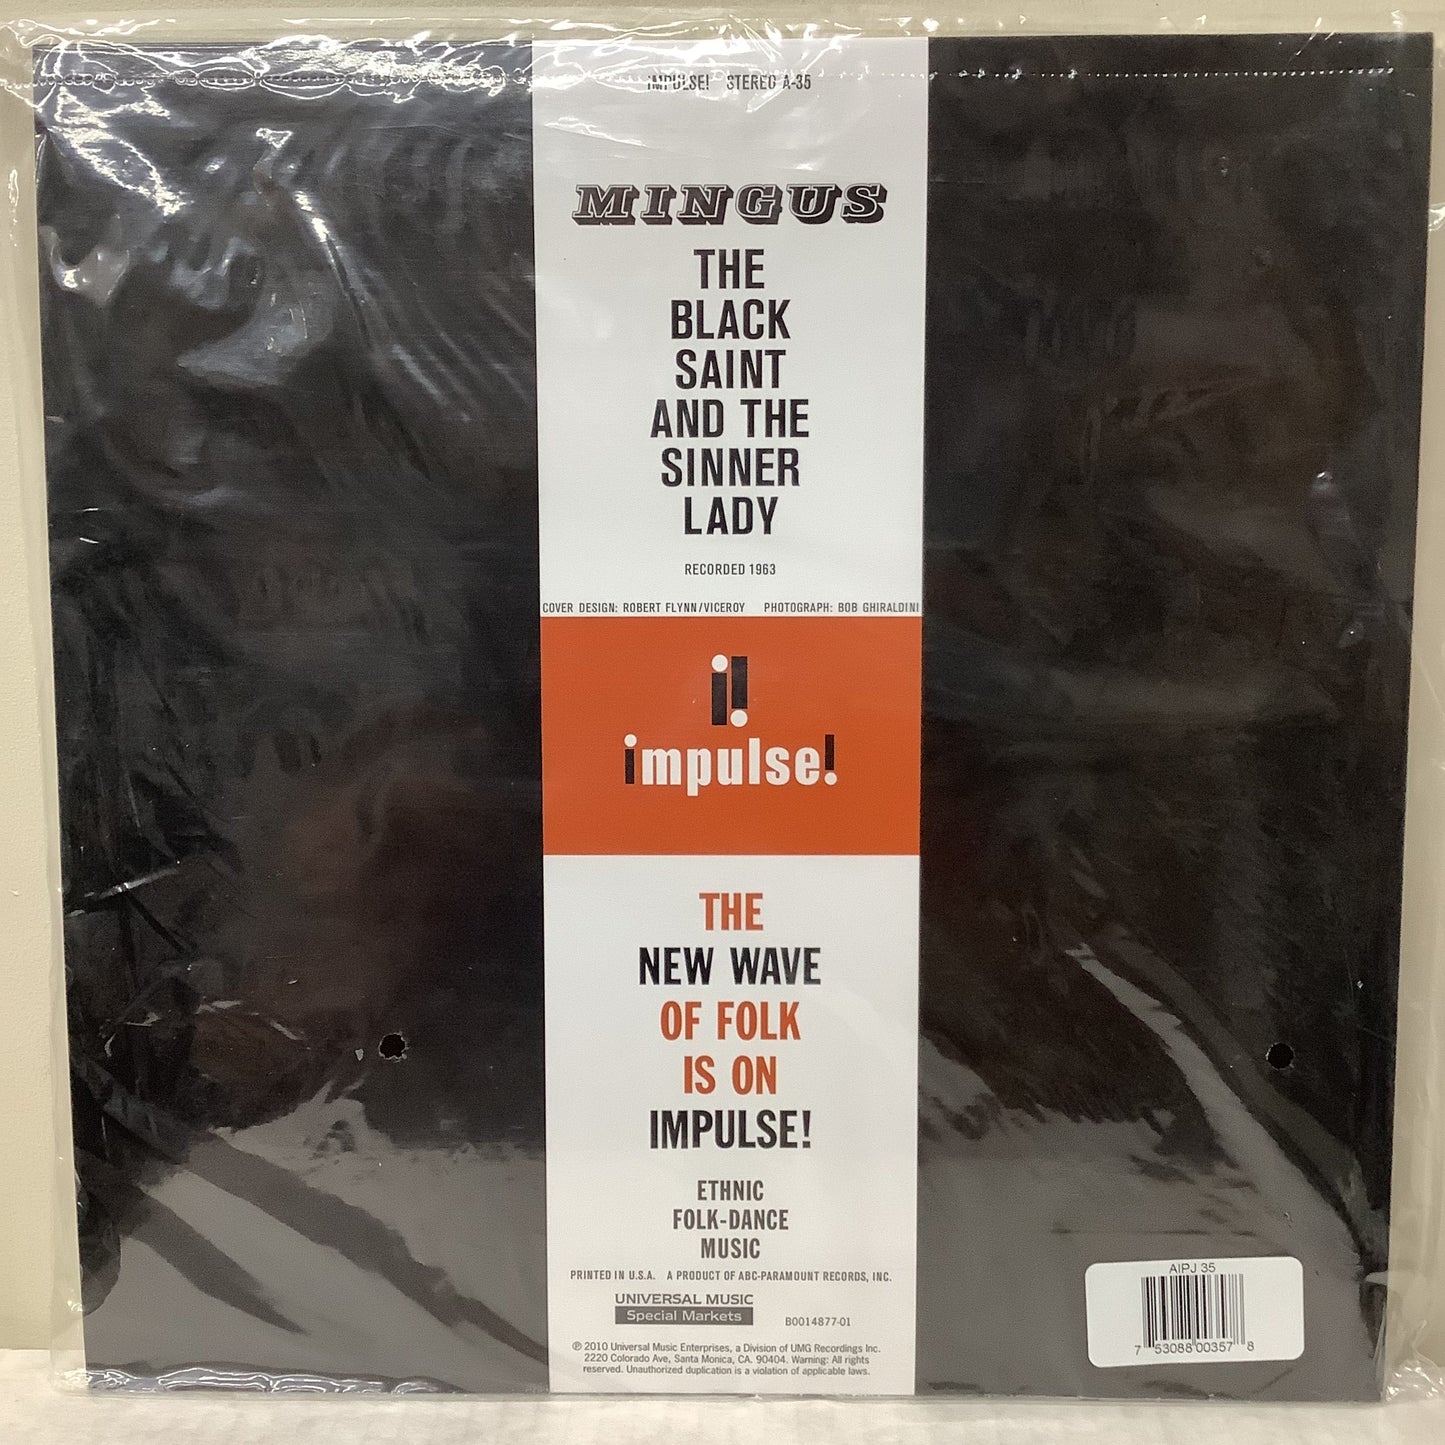 iMPULSE! STEREO A-35
MINGUS
THE
BLACK
SAINT
AND THE
SINNER
LADY
RECORDED 1963
COVER DESIGN: ROBERT FLYNN/VICEROY PHOTOGRAPH: BOB GHIRALDINI
i!
impulse!
THE
NEW WAVE
OF FOLK
IS ON
IMPULSE!
ETHNIC
FOLK-DANCE
MUSIC
PRINTED IN U.S.A. A PRODUCT OF ABC-PARAMOUNT RECORDS, INC.
UNIVERSAL MUSIC
Special Markets
B0014877-01
℗ 2010 Universal Music Enterprises, a Division of UMG Recordings Inc.
2220 Colorado Ave, Santa Monica, CA. 90404. Warning: All rights
reserved. Unauthorized duplication is a violation of applicable laws.
AIPJ 35
7 53088 00357 8